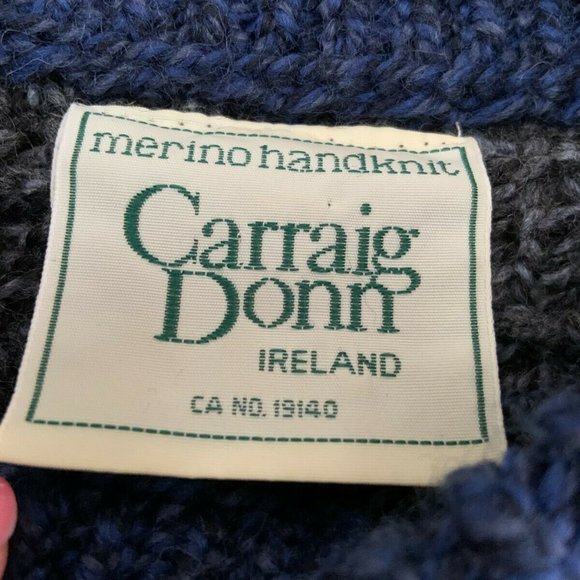 merino handknit
Carraig
Donn
IRELAND
CA NO. 19140